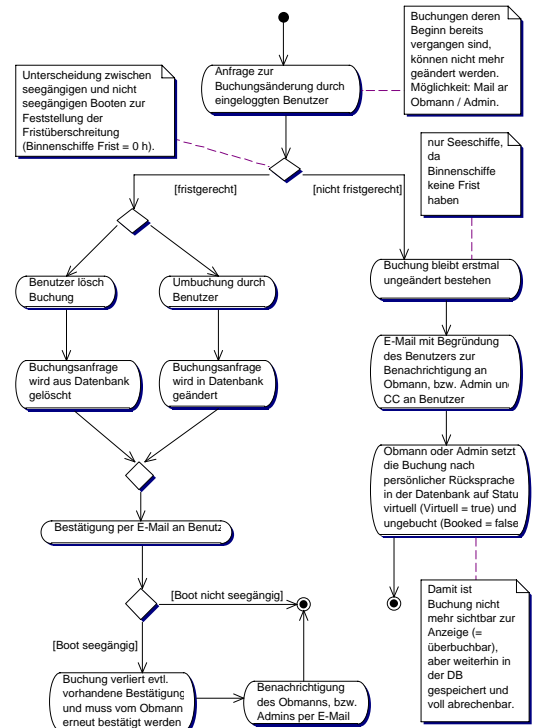 Buchungen deren
Beginn bereits
vergangen sind,
können nicht mehr
geändert werden.
Möglichkeit: Mail an
Obmann / Admin.
Anfrage zur
Buchungsänderung durch
eingeloggten Benutzer
Unterscheidung zwischen
seegängigen und nicht
seegängigen Booten zur
Feststellung der
Fristüberschreitung
(Binnenschiffe Frist = 0 h).
nur Seeschiffe,
da
Binnenschiffe
keine Frist
haben
[fristgerecht]
[nicht fristgerecht]
Benutzer lösch
Buchung
Umbuchung durch
Benutzer
Buchung bleibt erstmal
ungeändert bestehen
Buchungsanfrage
wird aus Datenbank
gelöscht
Buchungsanfrage
wird in Datenbank
geändert
E-Mail mit Begründung
des Benutzers zur
Benachrichtigung an
Obmann, bzw. Admin und
CC an Benutzer
Obmann oder Admin setzt
die Buchung nach
persönlicher Rücksprache
in der Datenbank auf Statu
virtuell (Virtuell = true) und
ungebucht (Booked = false
Bestätigung per E-Mail an Benutz
[Boot nicht seegängig]
[Boot seegängig]
Damit ist
Buchung nicht
mehr sichtbar zur
Anzeige (=
überbuchbar),
aber weiterhin in
der DB
gespeichert und
voll abrechenbar.
Buchung verliert evtl.
vorhandene Bestätigung
und muss vom Obmann
erneut bestätigt werden
Benachrichtigung
des Obmanns, bzw.
Admins per E-Mail